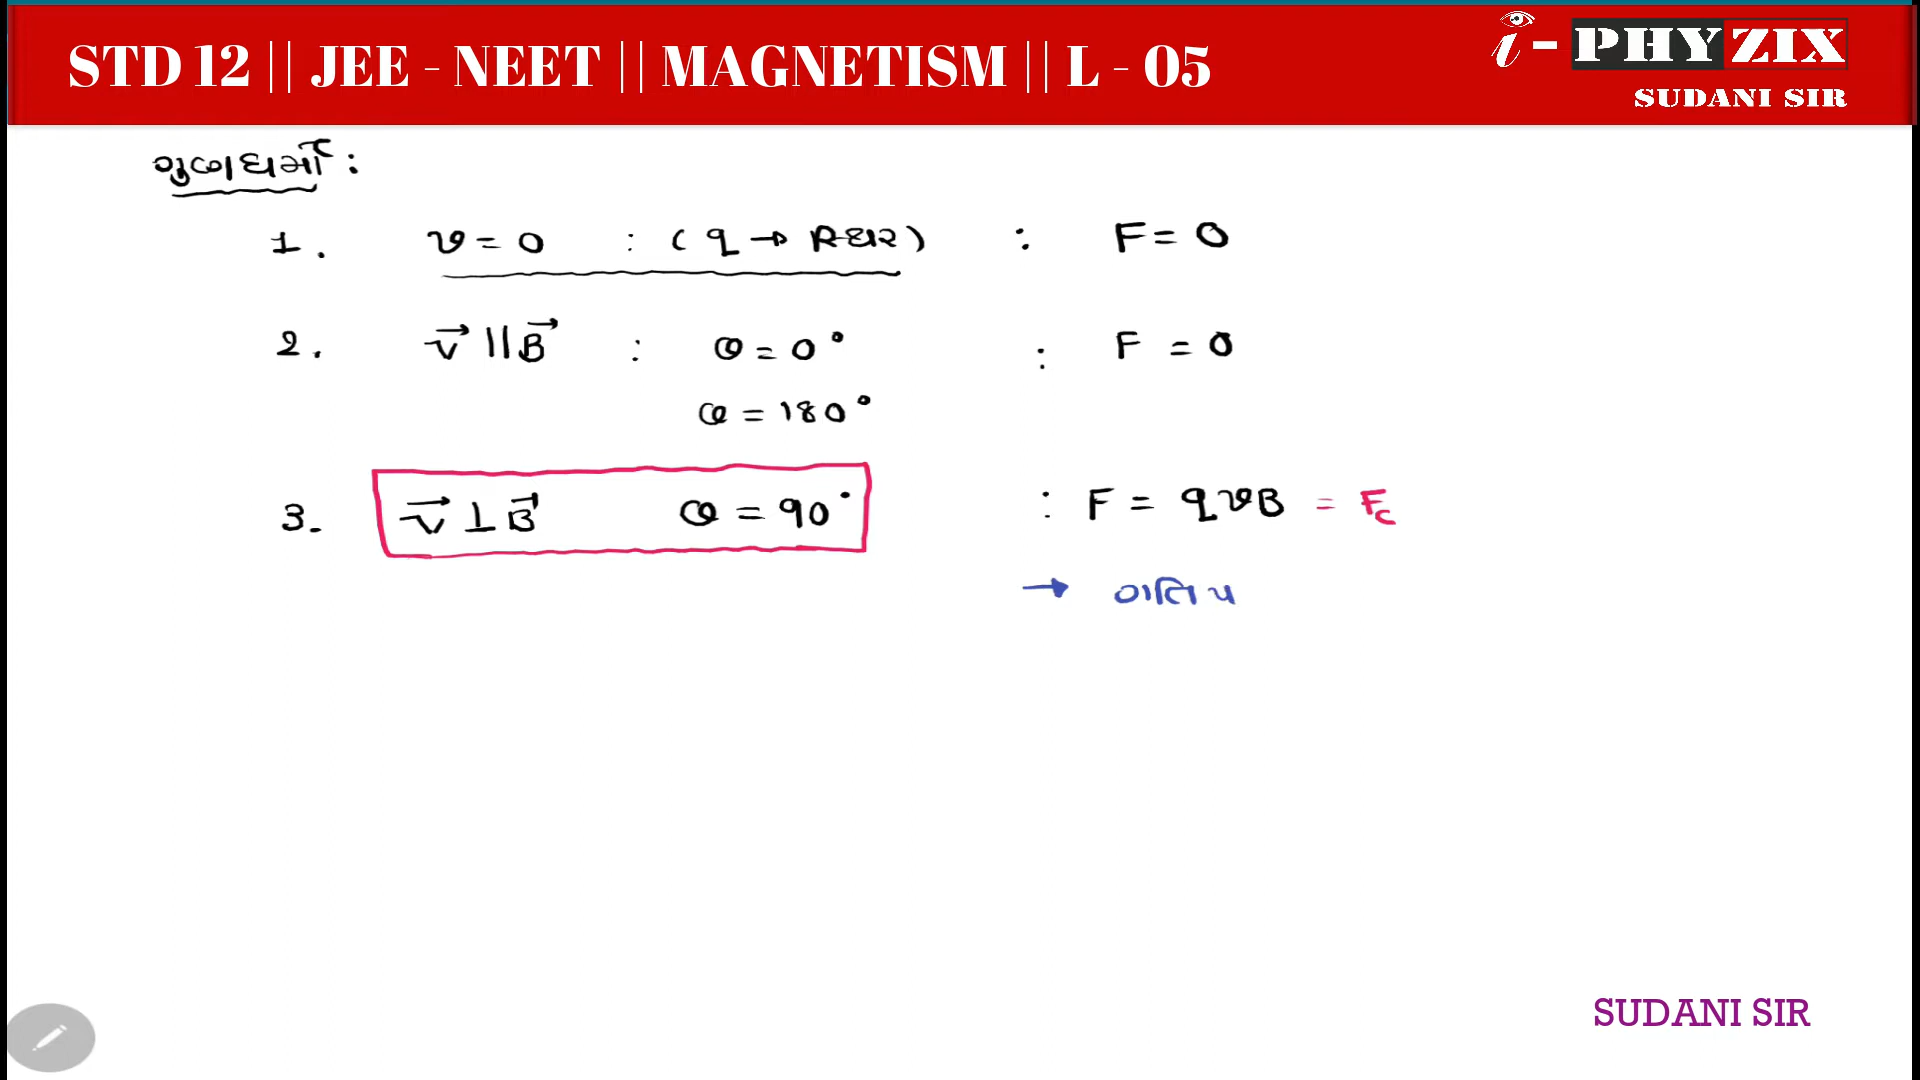 STD 12 || JEE - NEET || MAGNETISM || L - 05
i-PHYZIX
SUDANI SIR
ગુણધર્મો :
1. v = 0 : ( q → સ્થિર ) : F = 0
2. v⃗ || B⃗ : θ = 0° : F = 0
θ = 180°
3. v⃗ ⊥ B⃗ θ = 90° : F = qvB = Fc
→ ગતિપ
SUDANI SIR